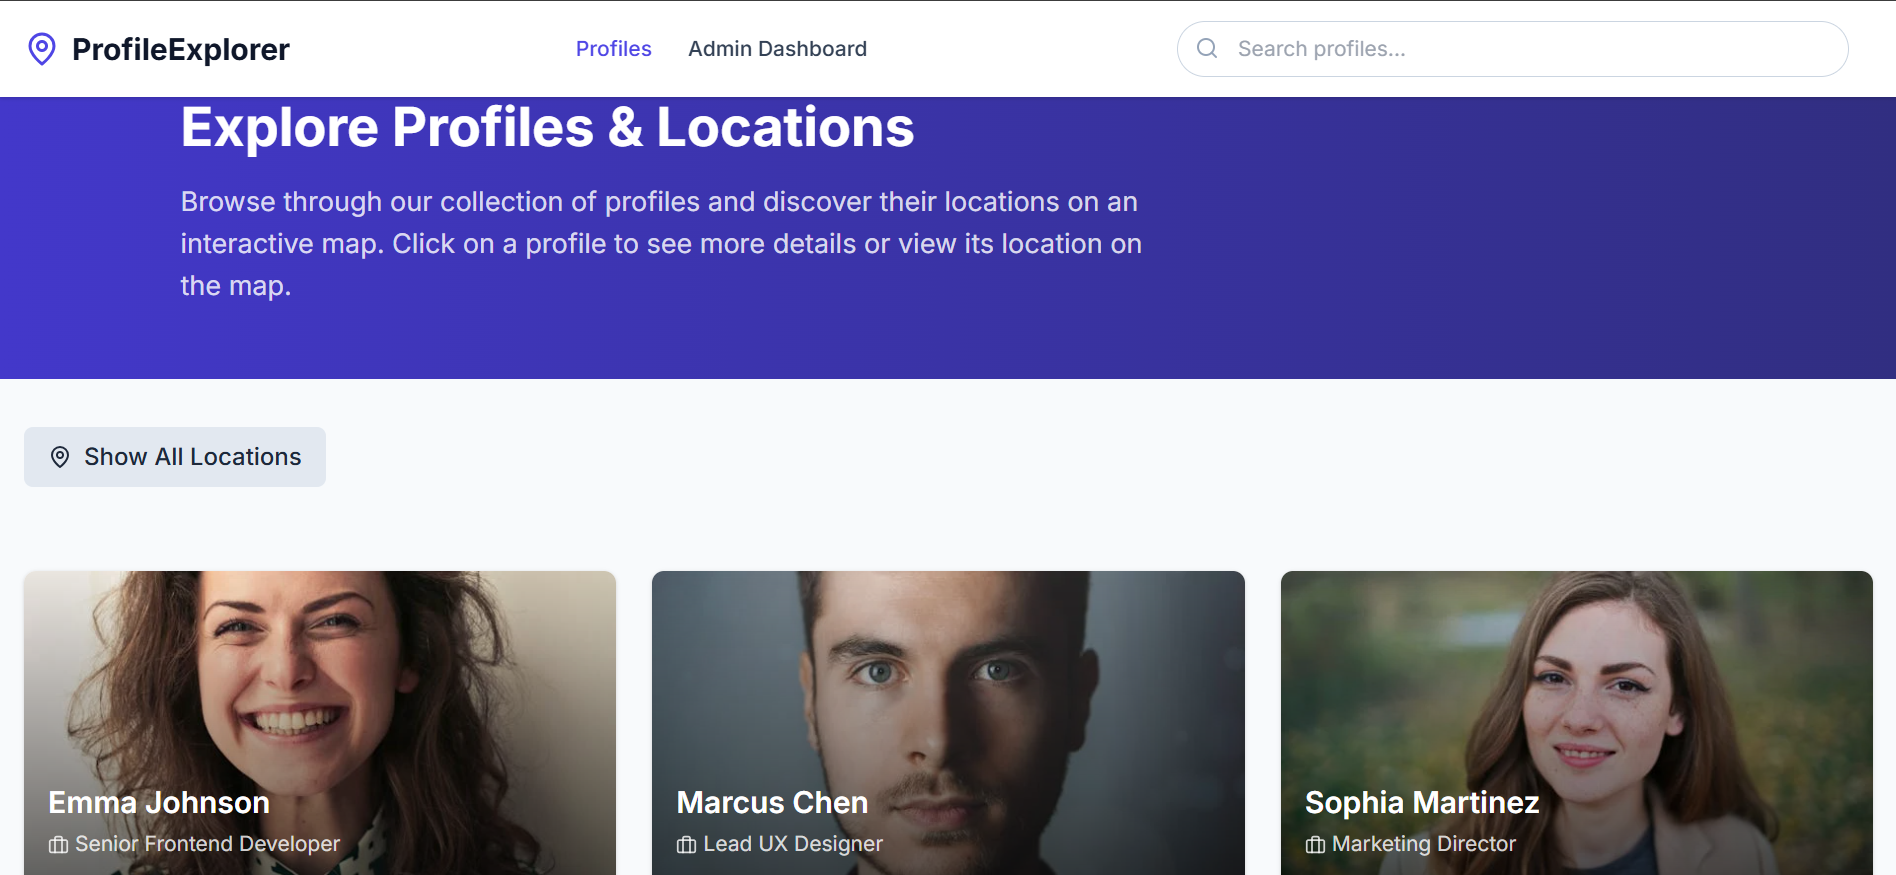 ProfileExplorer
Profiles
Admin Dashboard
Search profiles...
Explore Profiles & Locations
Browse through our collection of profiles and discover their locations on an
interactive map. Click on a profile to see more details or view its location on
the map.
Show All Locations
Emma Johnson
Senior Frontend Developer
Marcus Chen
Lead UX Designer
Sophia Martinez
Marketing Director